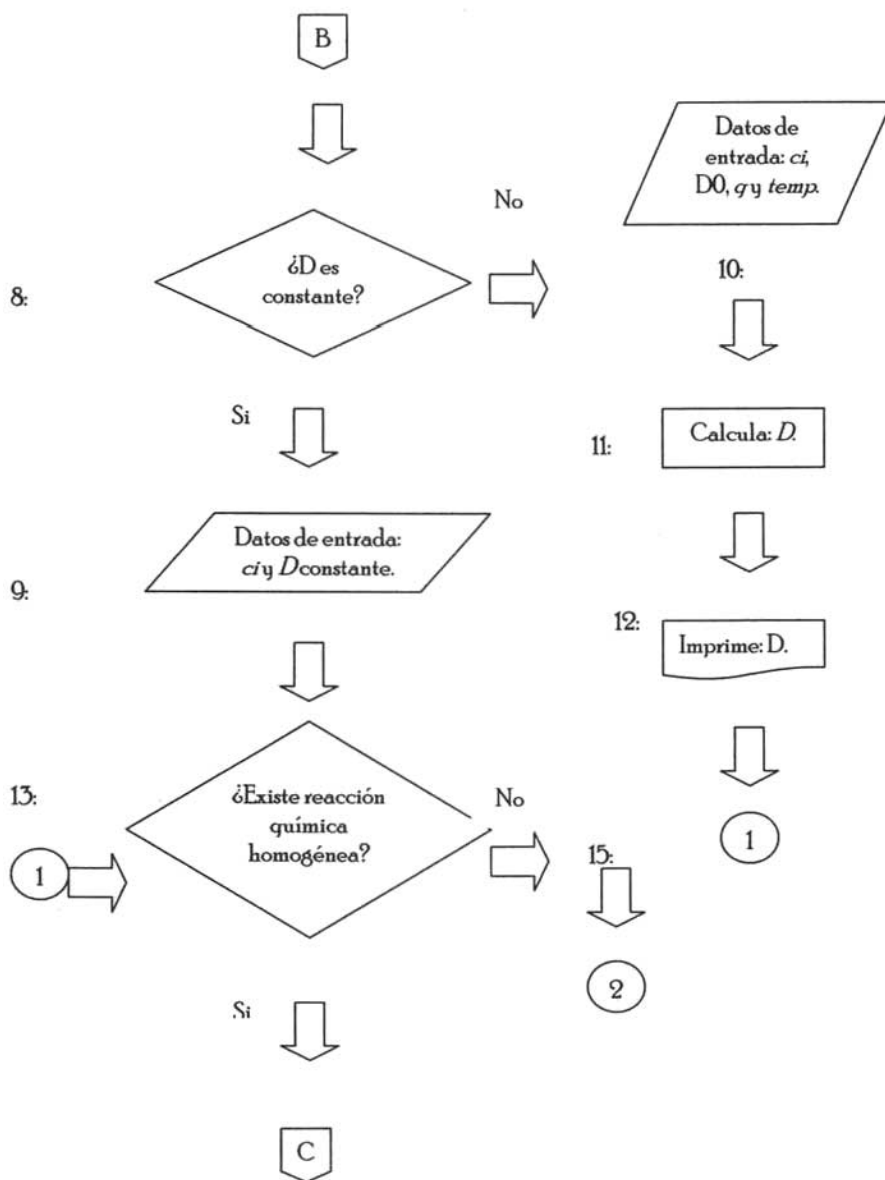 B
Datos de
entrada: ci,
D0, q y temp.
No
¿D es
constante?
8:
10:
Si
11:
Calcula: D.
Datos de entrada:
ci y D constante.
9:
12:
Imprime: D.
13:
¿Existe reacción
química
homogénea?
No
1
1
15:
2
Si
C